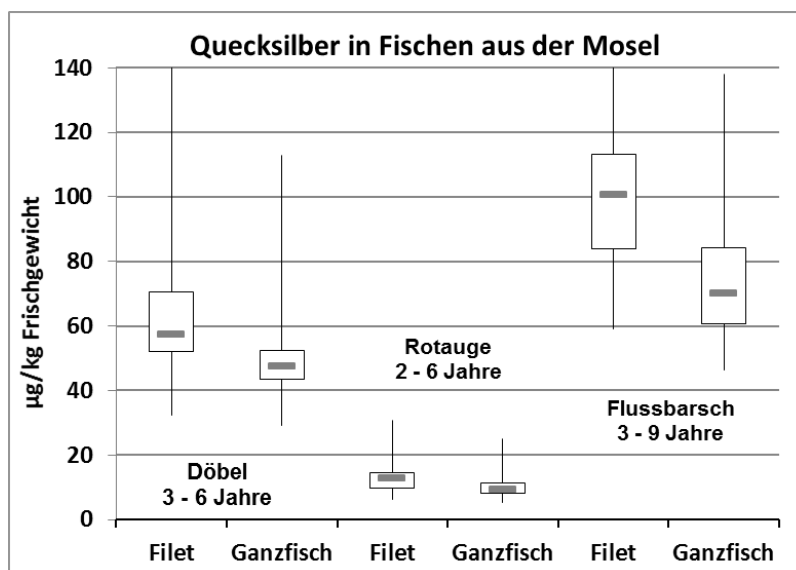 Quecksilber in Fischen aus der Mosel
µg/kg Frischgewicht
140
120
100
80
60
40
20
0
Rotauge
2 - 6 Jahre
Flussbarsch
3 - 9 Jahre
Döbel
3 - 6 Jahre
Filet Ganzfisch Filet Ganzfisch Filet Ganzfisch